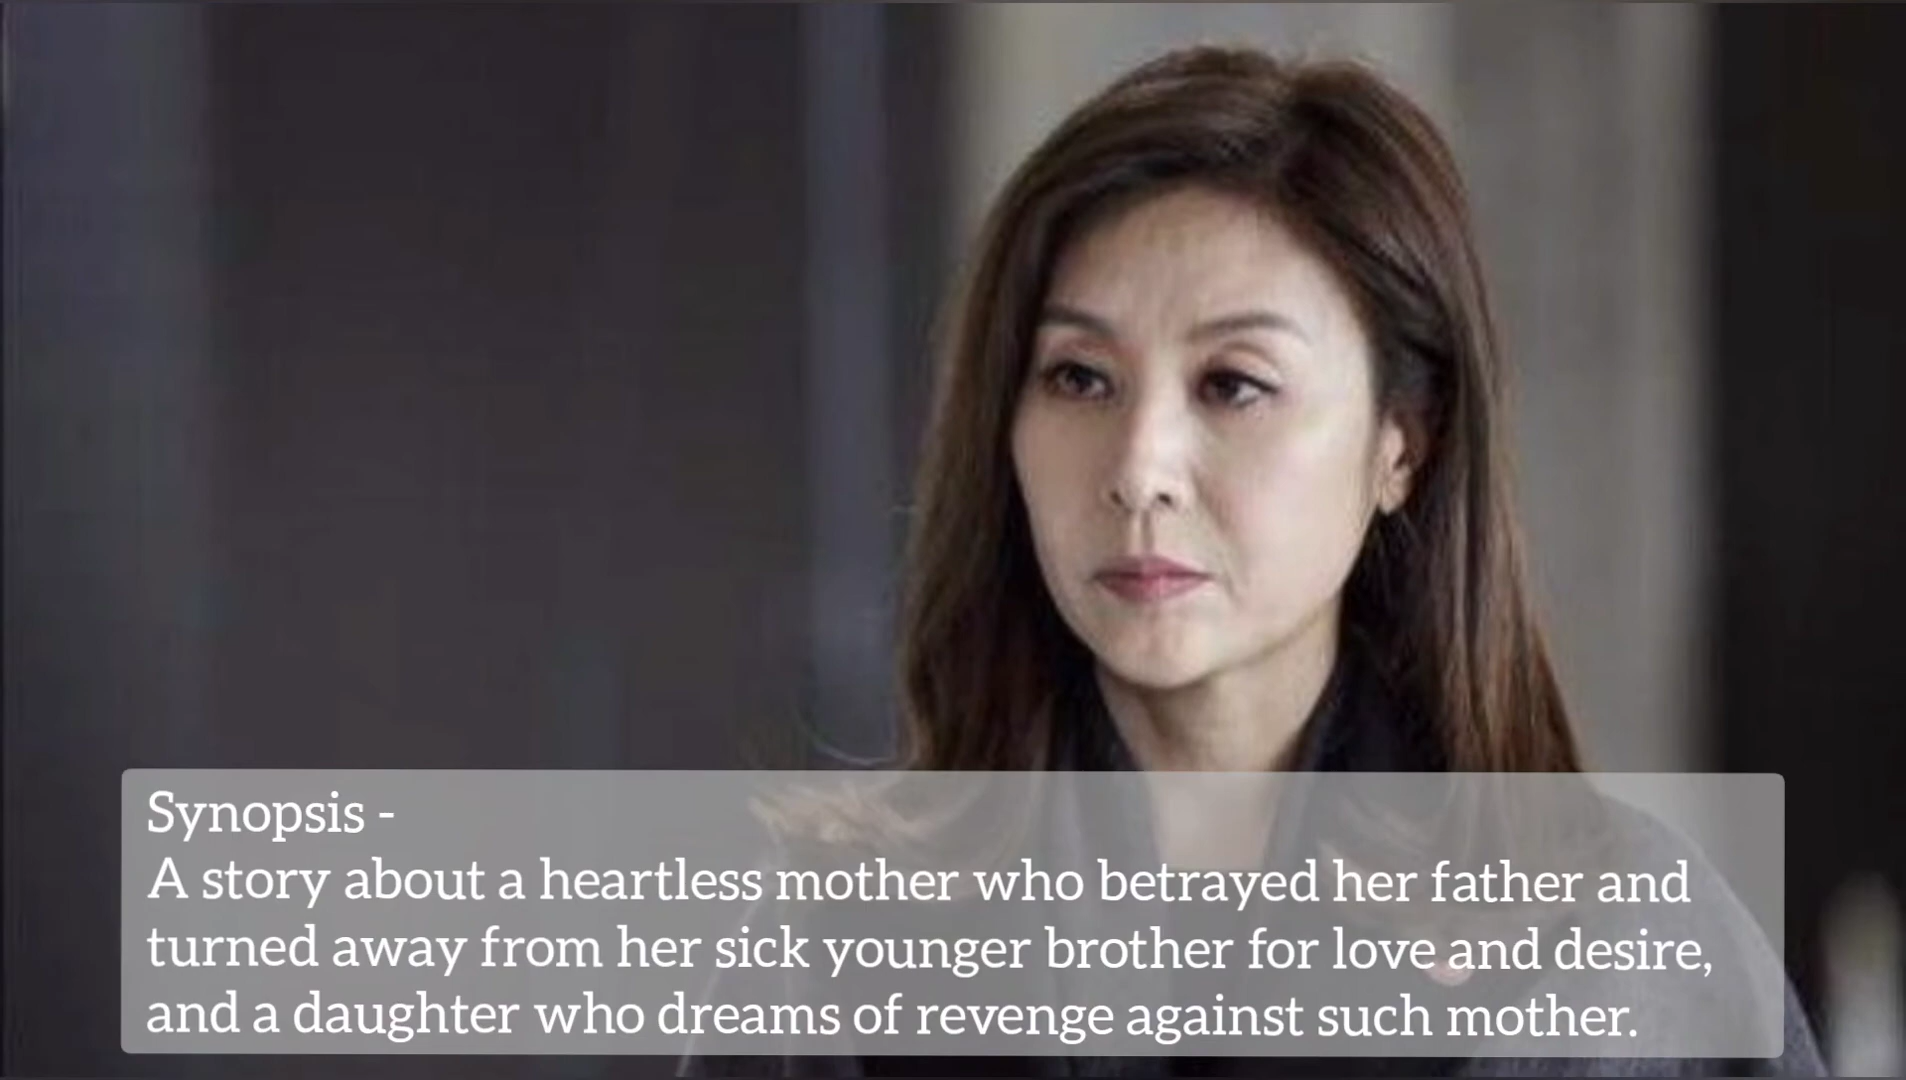 Synopsis -
A story about a heartless mother who betrayed her father and
turned away from her sick younger brother for love and desire,
and a daughter who dreams of revenge against such mother.